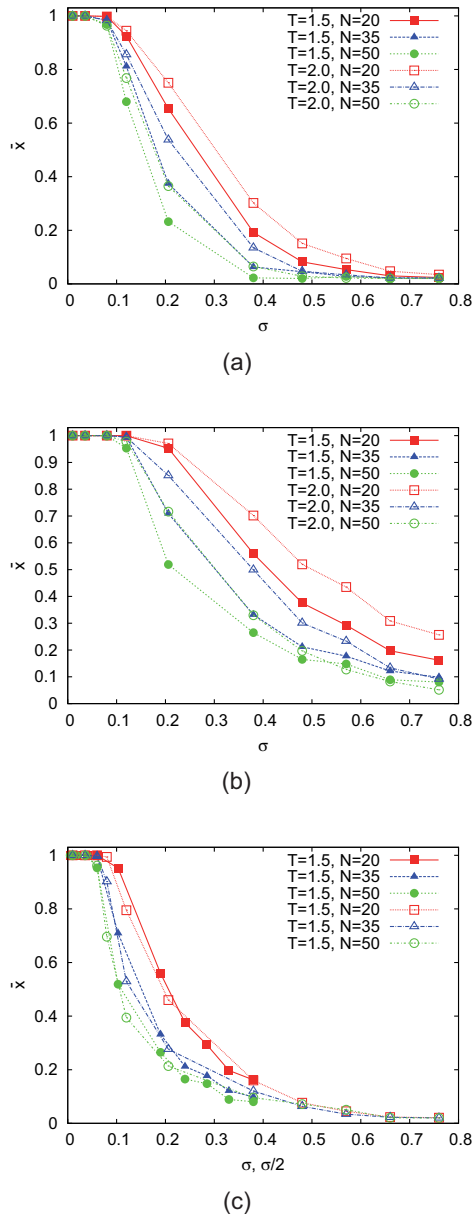 T=1.5, N=20
T=1.5, N=35
T=1.5, N=50
T=2.0, N=20
T=2.0, N=35
T=2.0, N=50
1
0.8
0.6
0.4
0.2
0
x̄
0 0.1 0.2 0.3 0.4 0.5 0.6 0.7 0.8
σ
(a)
T=1.5, N=20
T=1.5, N=35
T=1.5, N=50
T=2.0, N=20
T=2.0, N=35
T=2.0, N=50
1
0.9
0.8
0.7
0.6
0.5
0.4
0.3
0.2
0.1
0
x̄
0 0.1 0.2 0.3 0.4 0.5 0.6 0.7 0.8
σ
(b)
T=1.5, N=20
T=1.5, N=35
T=1.5, N=50
T=1.5, N=20
T=1.5, N=35
T=1.5, N=50
1
0.8
0.6
0.4
0.2
0
x̄
0 0.1 0.2 0.3 0.4 0.5 0.6 0.7 0.8
σ, σ/2
(c)